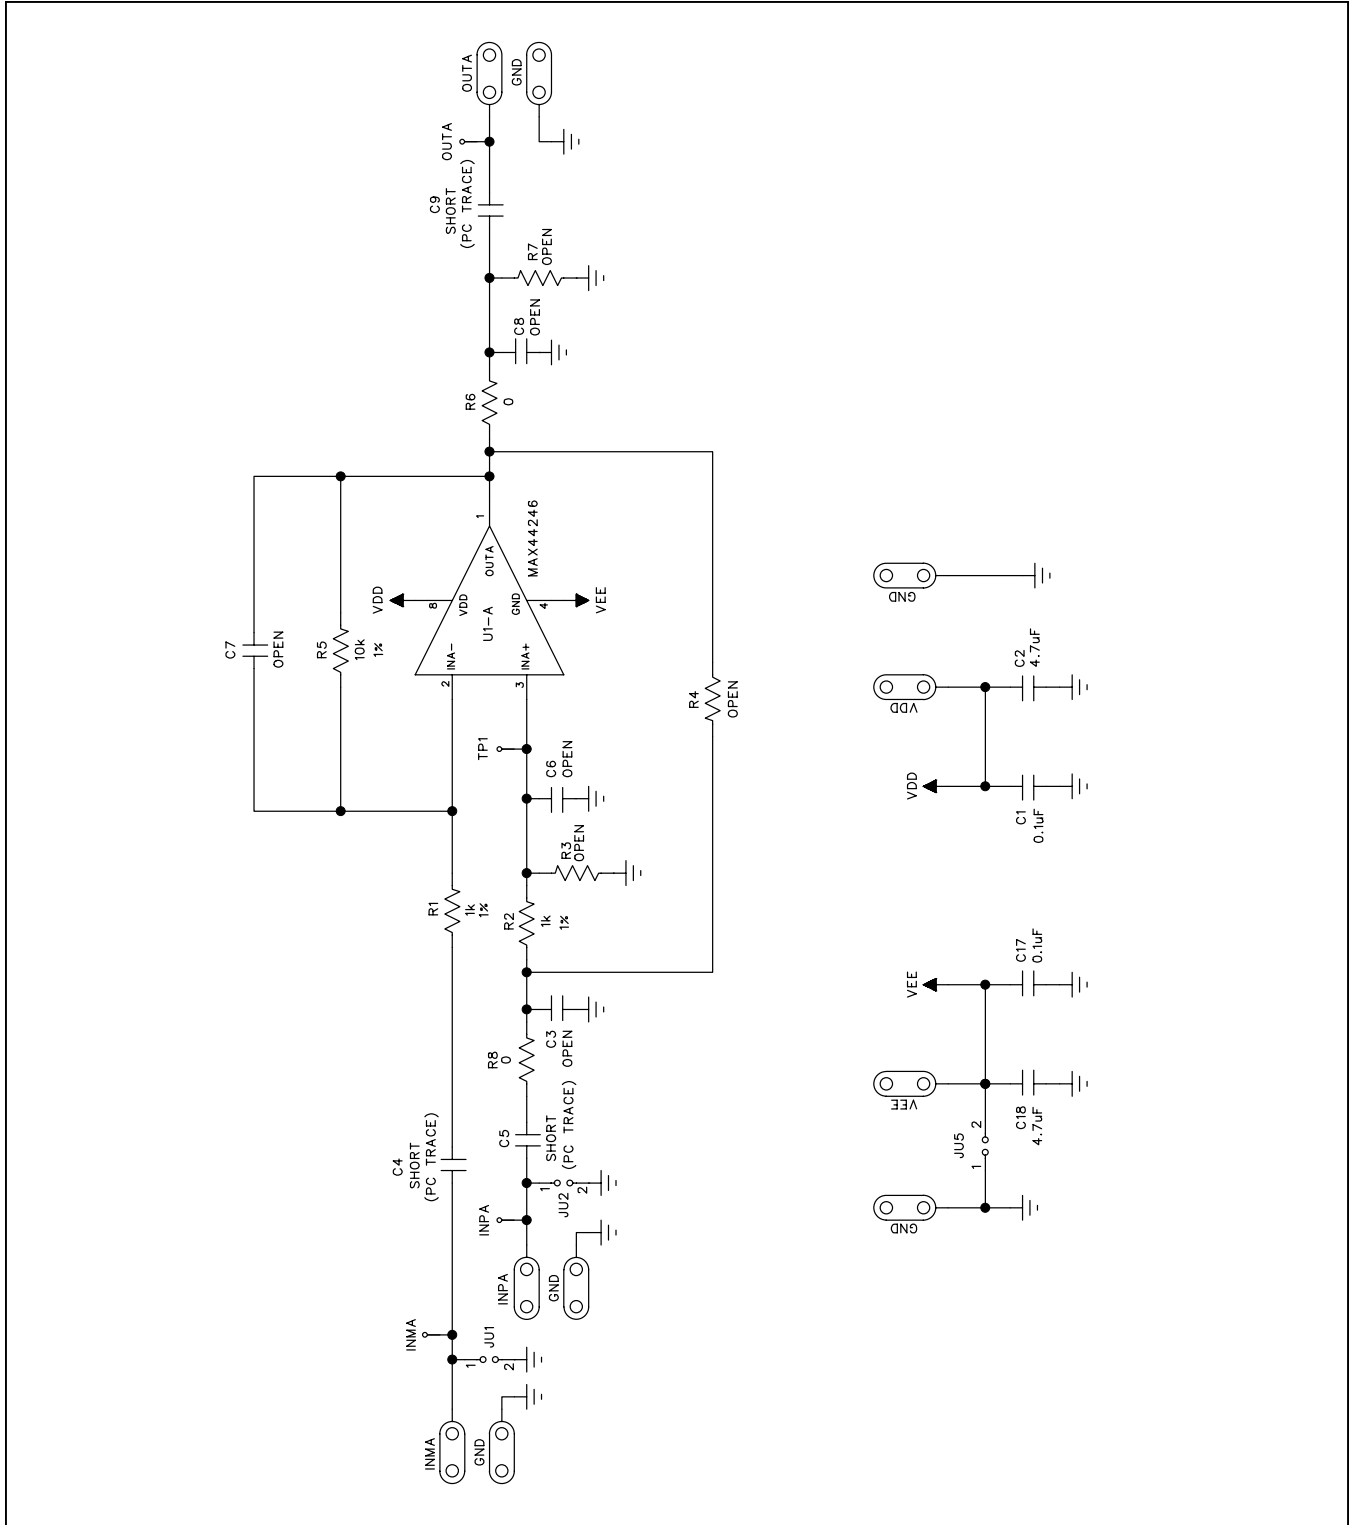 OUTA
GND
OUTA
C9
SHORT
(PC TRACE)
R7
OPEN
C8
OPEN
R6
0
C7
OPEN
R5
10k
1%
1
MAX44246
OUTA
VDD
8
VDD
U1-A
GND
4
VEE
INA-
INA+
2
3
R4
OPEN
TP1
C6
OPEN
R3
OPEN
R1
1k
1%
R2
1k
1%
C3
OPEN
R8
0
C4
SHORT
(PC TRACE)
C5
SHORT
(PC TRACE)
1
2
JU2
INPA
INPA
GND
INMA
JU1
1
2
INMA
GND
GND
VDD
C2
4.7uF
VDD
C1
0.1uF
VEE
C17
0.1uF
VEE
C18
4.7uF
JU5
1
2
GND